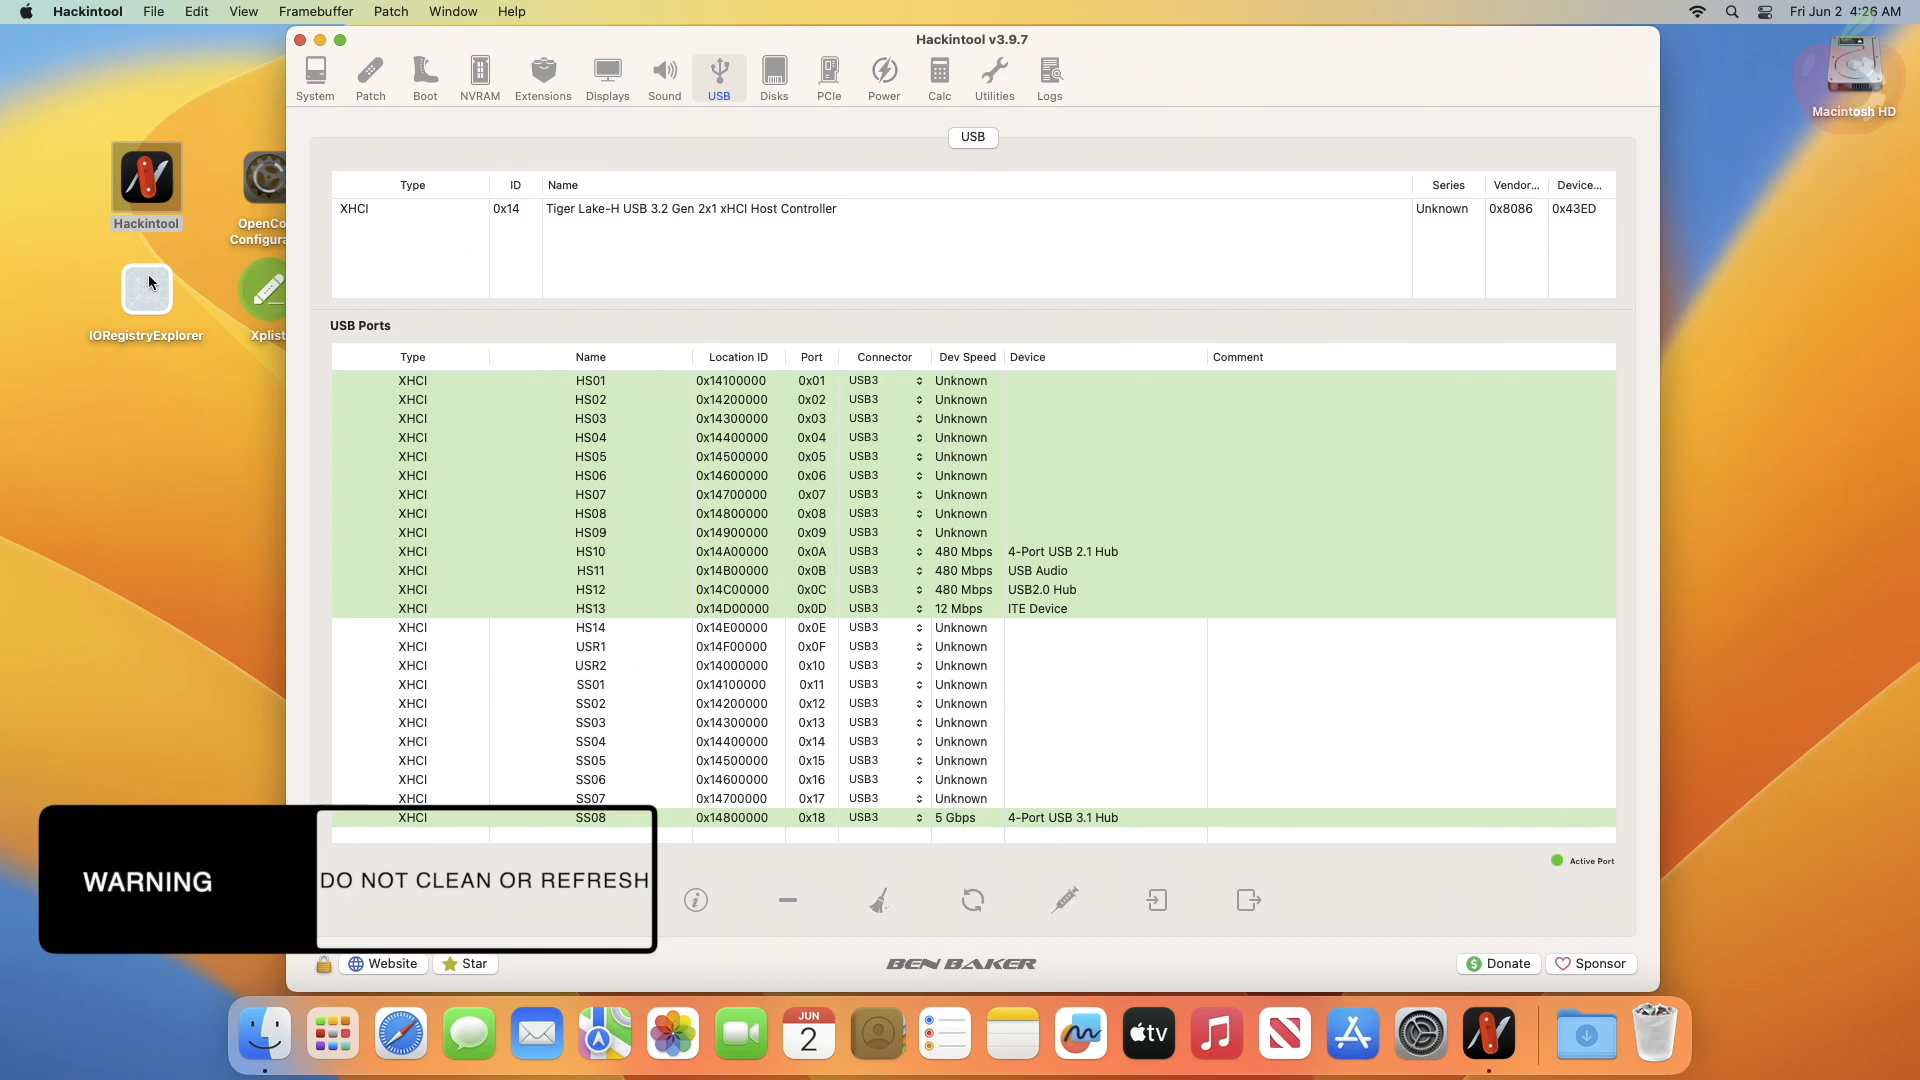 Hackintool File Edit View Framebuffer Patch Window Help Fri Jun 2 4:26 AM
Hackintool v3.9.7
System Patch Boot NVRAM Extensions Displays Sound USB Disks PCIe Power Calc Utilities Logs
Macintosh HD
USB
Type ID Name Series Vendor... Device...
XHCI 0x14 Tiger Lake-H USB 3.2 Gen 2x1 xHCI Host Controller Unknown 0x8086 0x43ED
Hackintool
OpenCo
Configura
IORegistryExplorer
Xplist
USB Ports
Type Name Location ID Port Connector Dev Speed Device Comment
XHCI HS01 0x14100000 0x01 USB3 Unknown
XHCI HS02 0x14200000 0x02 USB3 Unknown
XHCI HS03 0x14300000 0x03 USB3 Unknown
XHCI HS04 0x14400000 0x04 USB3 Unknown
XHCI HS05 0x14500000 0x05 USB3 Unknown
XHCI HS06 0x14600000 0x06 USB3 Unknown
XHCI HS07 0x14700000 0x07 USB3 Unknown
XHCI HS08 0x14800000 0x08 USB3 Unknown
XHCI HS09 0x14900000 0x09 USB3 Unknown
XHCI HS10 0x14A00000 0x0A USB3 480 Mbps 4-Port USB 2.1 Hub
XHCI HS11 0x14B00000 0x0B USB3 480 Mbps USB Audio
XHCI HS12 0x14C00000 0x0C USB3 480 Mbps USB2.0 Hub
XHCI HS13 0x14D00000 0x0D USB3 12 Mbps ITE Device
XHCI HS14 0x14E00000 0x0E USB3 Unknown
XHCI USR1 0x14F00000 0x0F USB3 Unknown
XHCI USR2 0x14000000 0x10 USB3 Unknown
XHCI SS01 0x14100000 0x11 USB3 Unknown
XHCI SS02 0x14200000 0x12 USB3 Unknown
XHCI SS03 0x14300000 0x13 USB3 Unknown
XHCI SS04 0x14400000 0x14 USB3 Unknown
XHCI SS05 0x14500000 0x15 USB3 Unknown
XHCI SS06 0x14600000 0x16 USB3 Unknown
XHCI SS07 0x14700000 0x17 USB3 Unknown
XHCI SS08 0x14800000 0x18 USB3 5 Gbps 4-Port USB 3.1 Hub
Active Port
WARNING DO NOT CLEAN OR REFRESH
Website Star BEN BAKER Donate Sponsor
JUN
2
tv